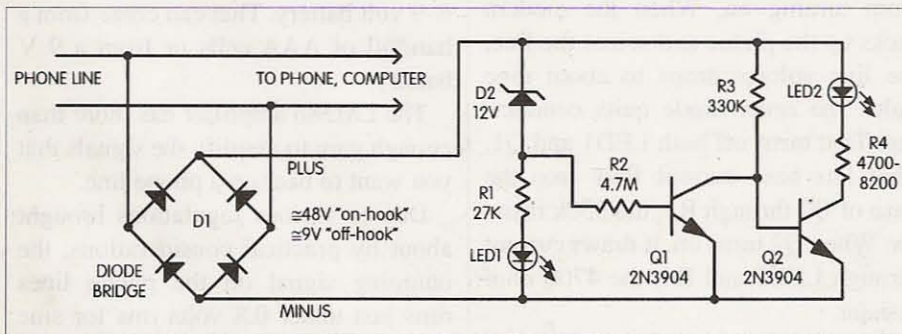 PHONE LINE
TO PHONE, COMPUTER
PLUS
D1
≅48V "on-hook"
≅9V "off-hook"
DIODE
BRIDGE
MINUS
D2
12V
R1
27K
LED1
R2
4.7M
Q1
2N3904
R3
330K
Q2
2N3904
LED2
R4
4700-
8200